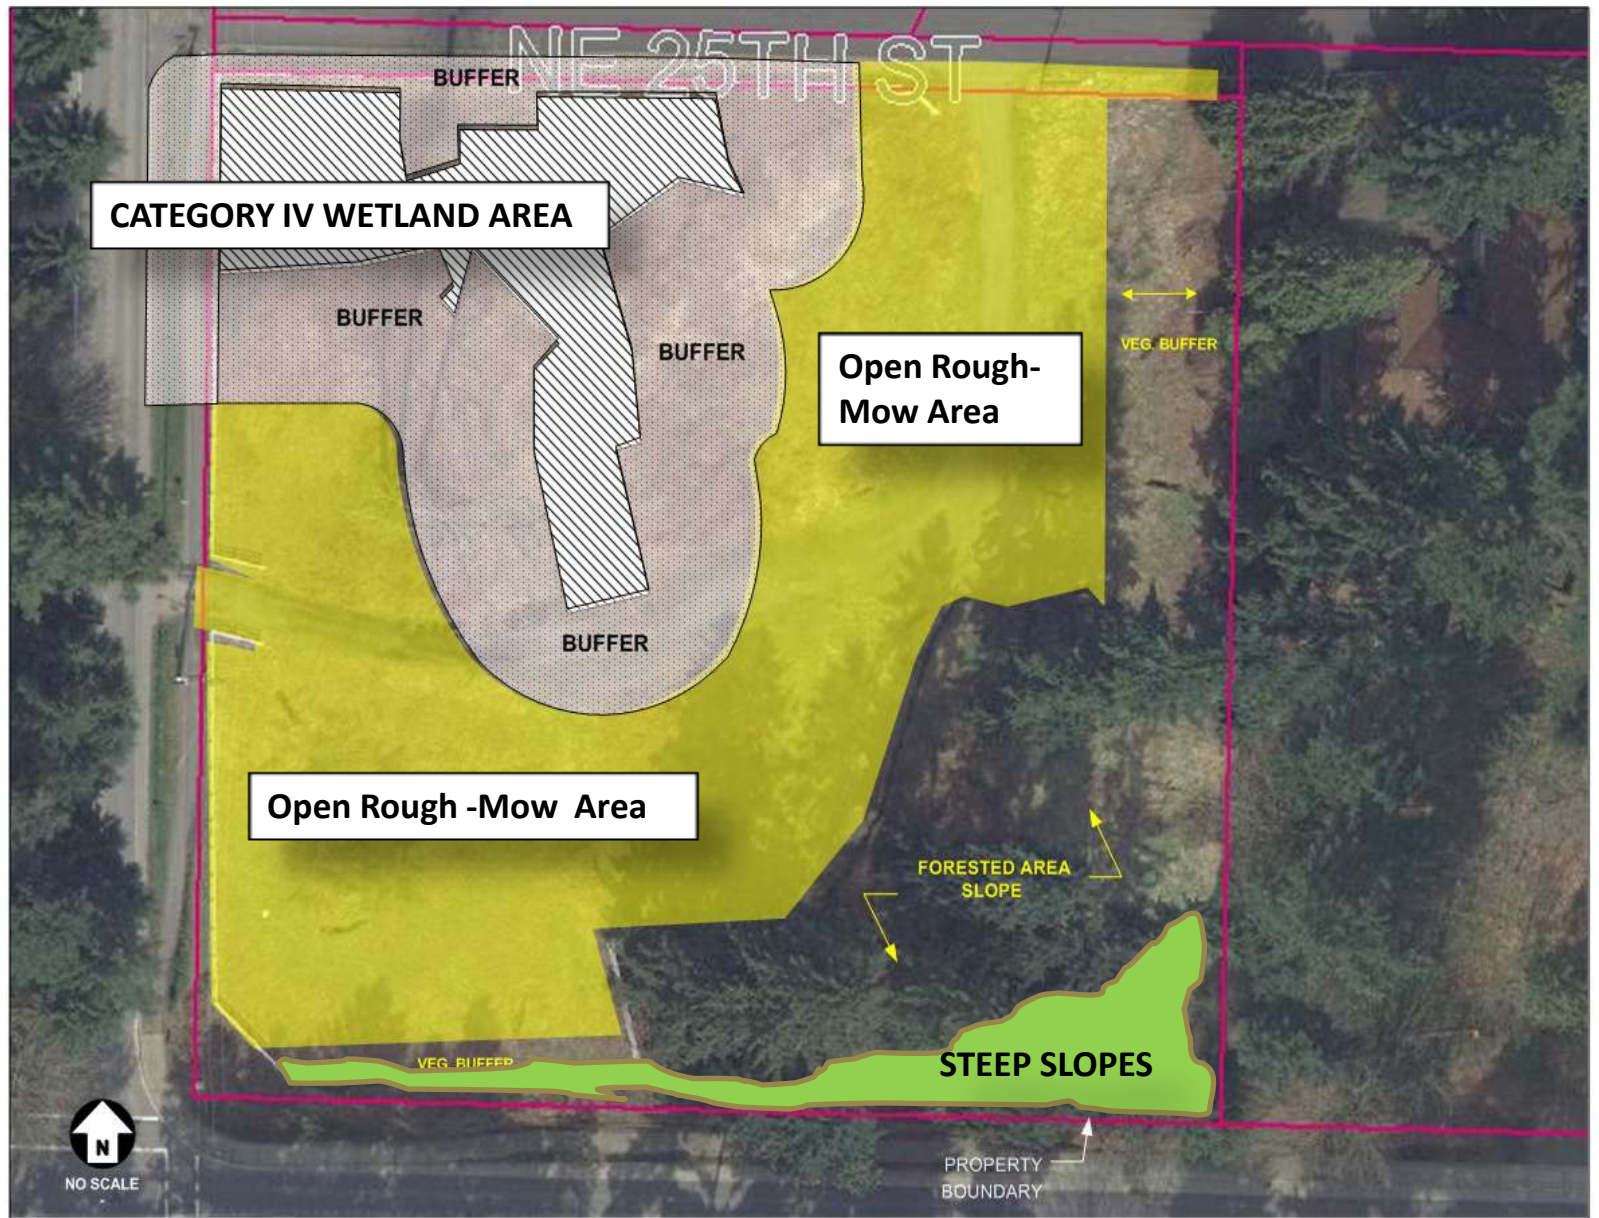 NE 25TH ST
BUFFER
CATEGORY IV WETLAND AREA
BUFFER
BUFFER
Open Rough-
Mow Area
VEG. BUFFER
BUFFER
Open Rough -Mow Area
FORESTED AREA
SLOPE
VEG. BUFFER
STEEP SLOPES
N
NO SCALE
PROPERTY
BOUNDARY